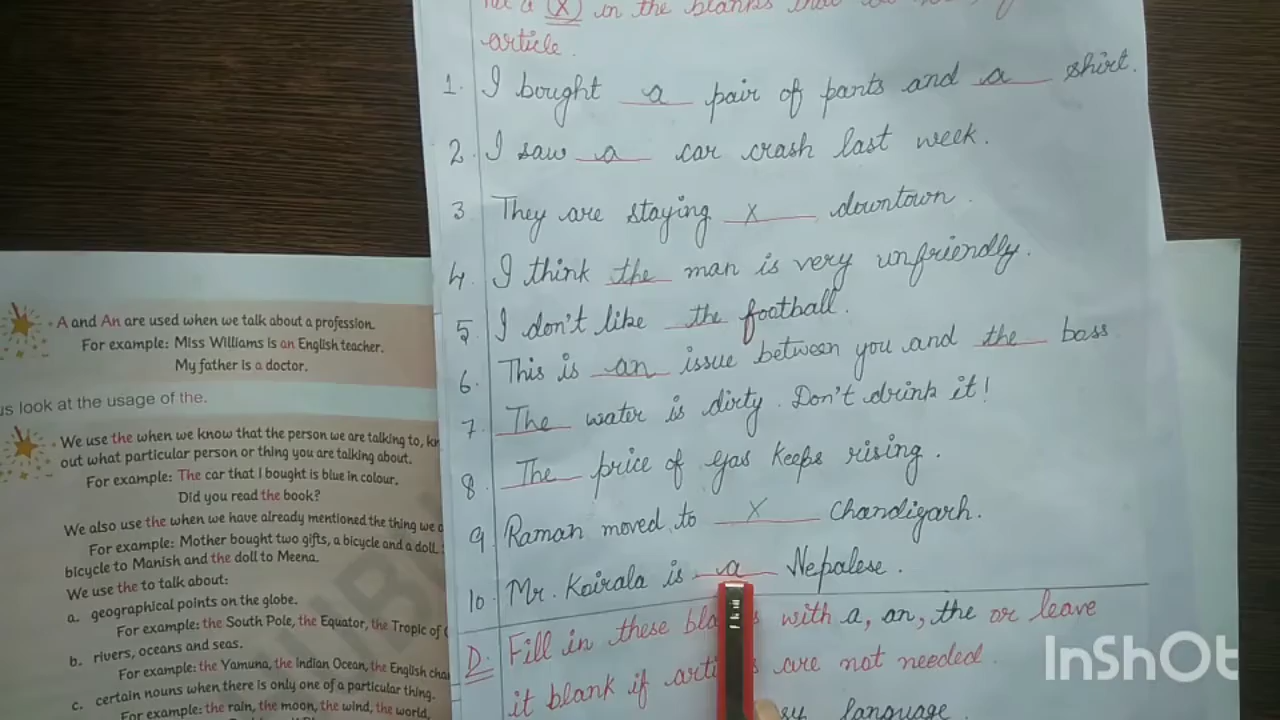 (X) in the blanks that
article.
1. I bought a pair of pants and a shirt.
2. I saw a car crash last week.
3 They are staying X downtown.
4. I think the man is very unfriendly.
5. I don't like the football.
6. This is an issue between you and the boss
7. The water is dirty. Don't drink it!
8. The price of gas keeps rising.
9 Raman moved to X Chandigarh.
10 Mr. Koirala is a Nepalese.
D. Fill in these with a, an, the or leave
it blank if are not needed.
language
A and An are used when we talk about a profession.
For example: Miss Williams is an English teacher.
My father is a doctor.
us look at the usage of the.
We use the when we know that the person we are talking to,
out what particular person or thing you are talking about.
For example: The car that I bought is blue in colour.
Did you read the book?
We also use the when we have already mentioned the thing we
For example: Mother bought two gifts, a bicycle and a doll.
bicycle to Manish and the doll to Meena.
We use the to talk about:
a. geographical points on the globe.
For example: the South Pole, the Equator, the Tropic of
b. rivers, oceans and seas.
For example: the Yamuna, the Indian Ocean, the English
c. certain nouns when there is only one of a particular thing.
For example: the rain, the moon, the wind, the world,
InShOt